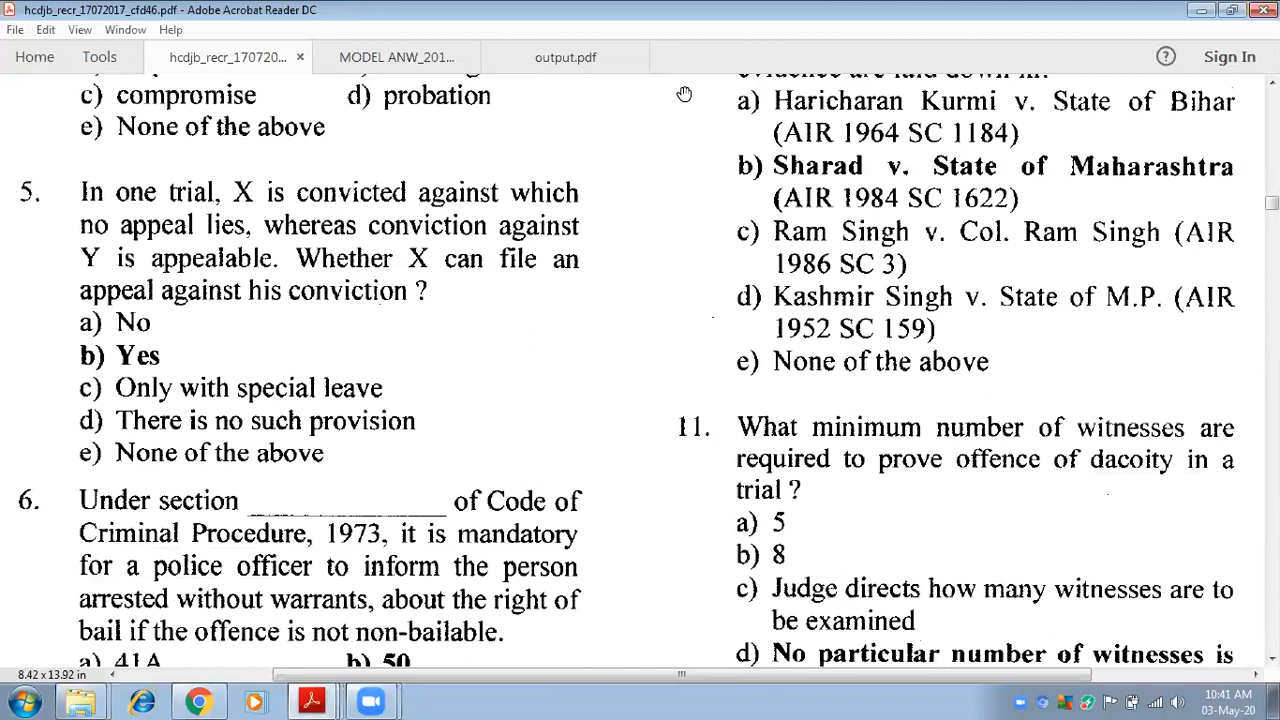 hcdjb_recr_17072017_cfd46.pdf - Adobe Acrobat Reader DC
File Edit View Window Help
Home Tools hcdjb_recr_170720... × MODEL ANW_201... output.pdf Sign In
c) compromise d) probation
e) None of the above
5. In one trial, X is convicted against which
no appeal lies, whereas conviction against
Y is appealable. Whether X can file an
appeal against his conviction ?
a) No
b) Yes
c) Only with special leave
d) There is no such provision
e) None of the above
6. Under section ____________ of Code of
Criminal Procedure, 1973, it is mandatory
for a police officer to inform the person
arrested without warrants, about the right of
bail if the offence is not non-bailable.
a) 41A b) 50
evidence are laid down in?
a) Haricharan Kurmi v. State of Bihar
(AIR 1964 SC 1184)
b) Sharad v. State of Maharashtra
(AIR 1984 SC 1622)
c) Ram Singh v. Col. Ram Singh (AIR
1986 SC 3)
d) Kashmir Singh v. State of M.P. (AIR
1952 SC 159)
e) None of the above
11. What minimum number of witnesses are
required to prove offence of dacoity in a
trial ?
a) 5
b) 8
c) Judge directs how many witnesses are to
be examined
d) No particular number of witnesses is
8.42 x 13.92 in
10:41 AM
03-May-20